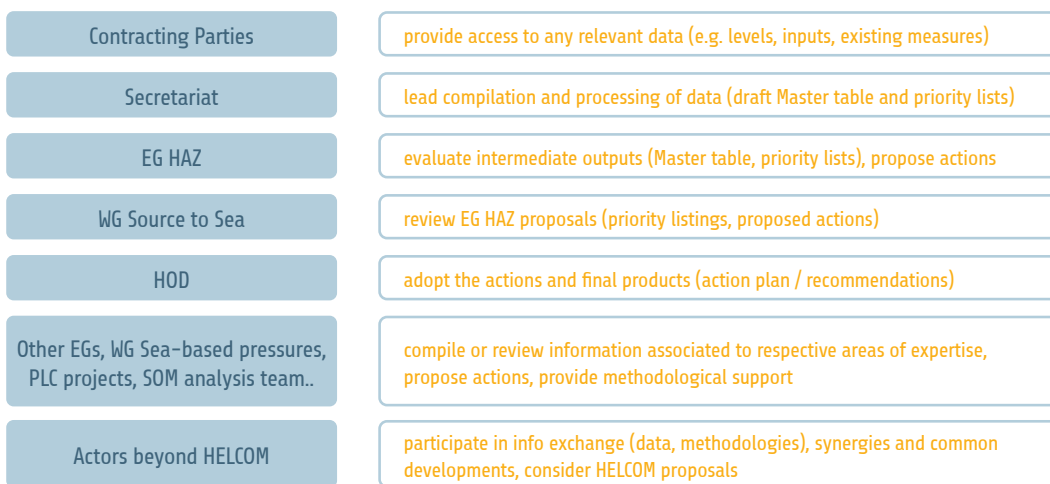 Contracting Parties
provide access to any relevant data (e.g. levels, inputs, existing measures)
Secretariat
lead compilation and processing of data (draft Master table and priority lists)
EG HAZ
evaluate intermediate outputs (Master table, priority lists), propose actions
WG Source to Sea
review EG HAZ proposals (priority listings, proposed actions)
HOD
adopt the actions and final products (action plan / recommendations)
Other EGs, WG Sea-based pressures,
PLC projects, SOM analysis team..
compile or review information associated to respective areas of expertise,
propose actions, provide methodological support
Actors beyond HELCOM
participate in info exchange (data, methodologies), synergies and common
developments, consider HELCOM proposals